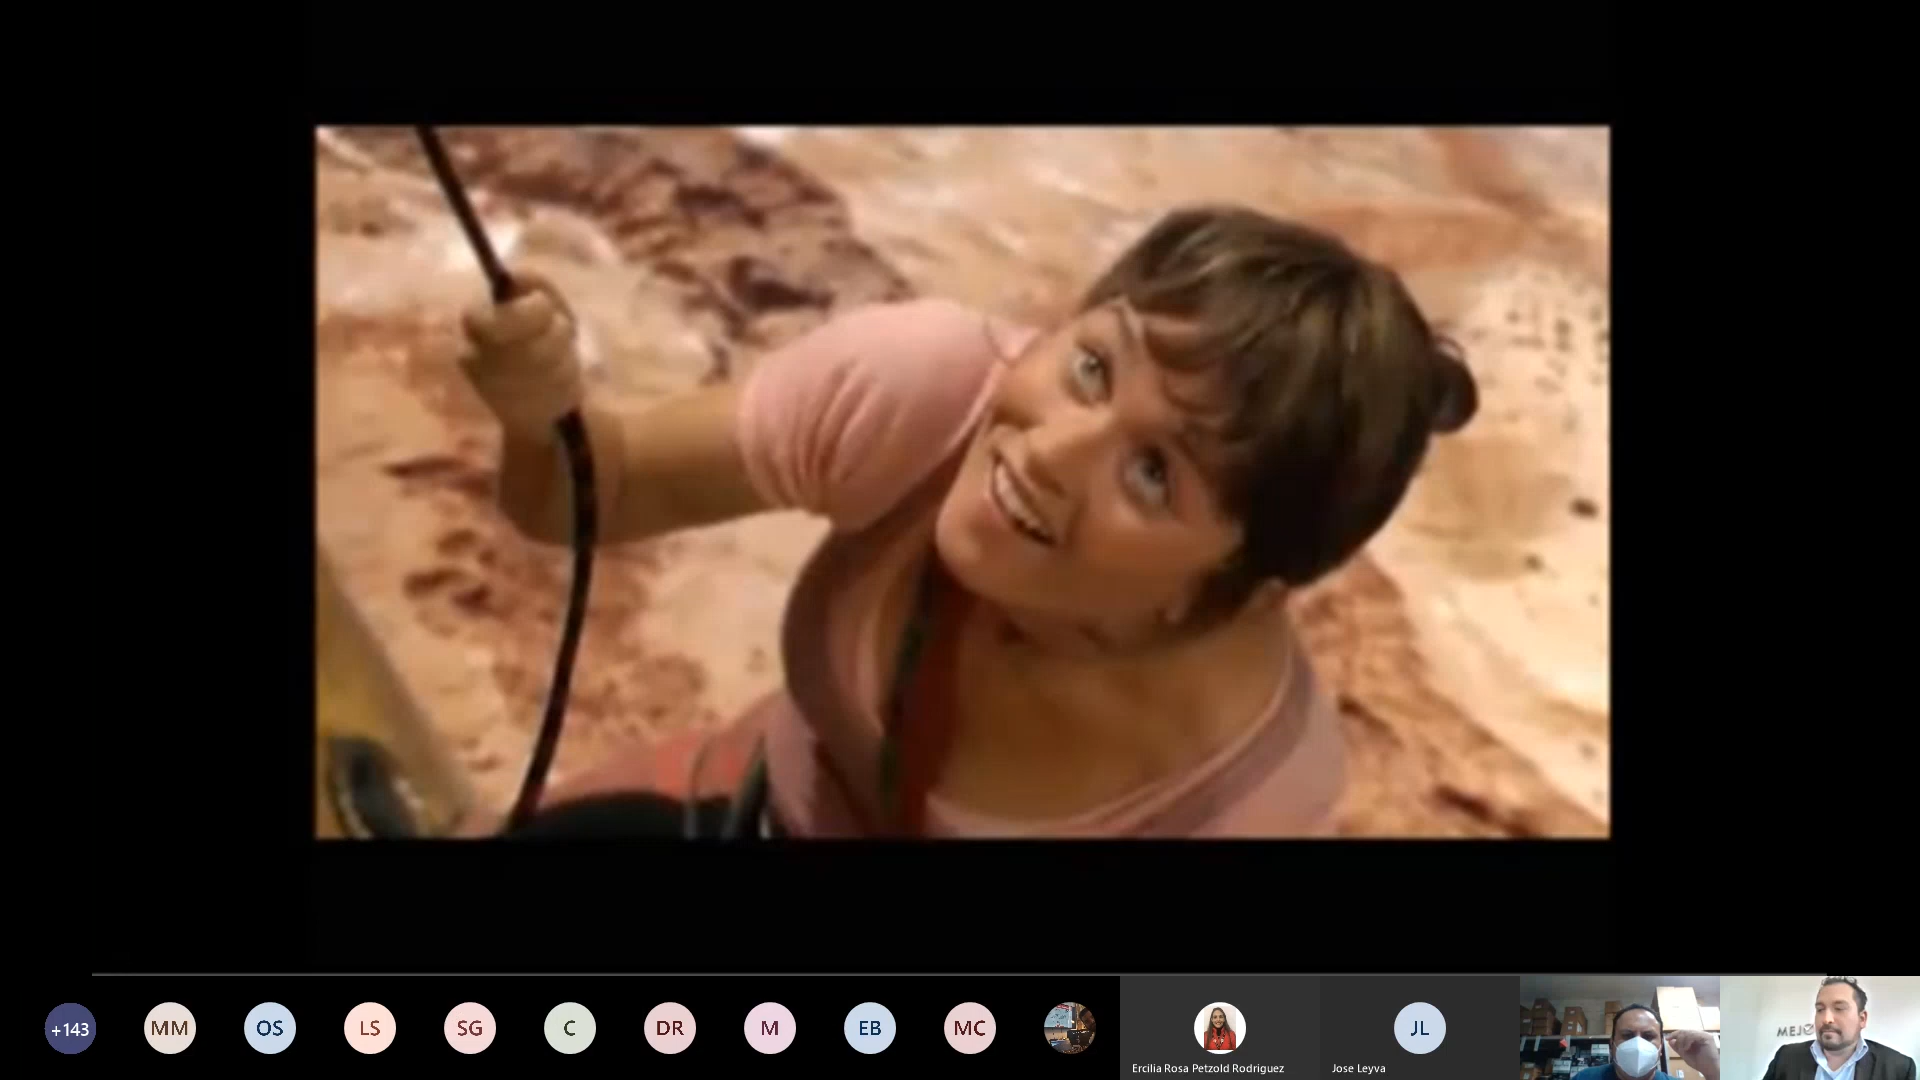 +143
MM
OS
LS
SG
C
DR
M
EB
MC
JL
Ercilia Rosa Petzold Rodriguez
Jose Leyva